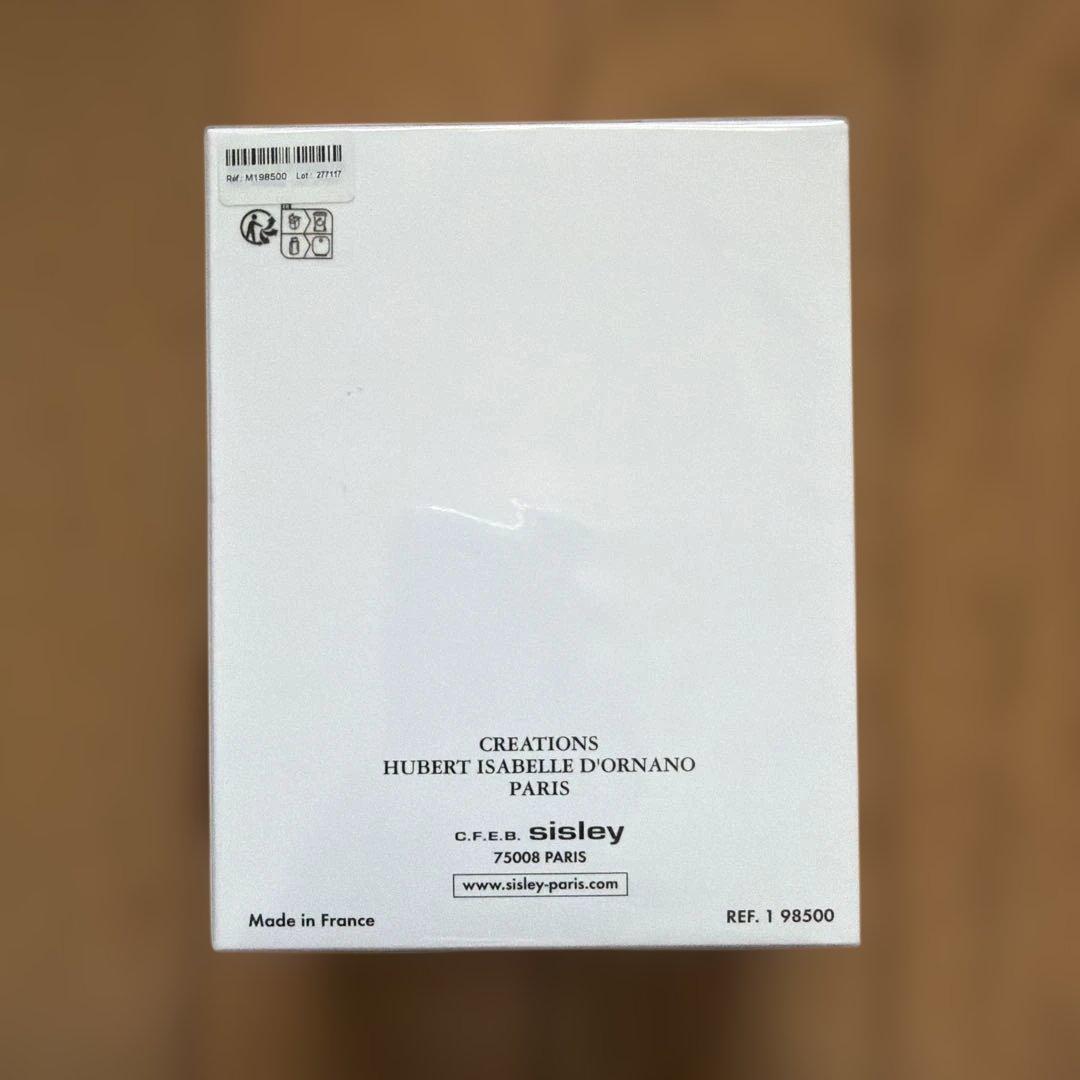 Réf.: M198500 Lot : 277117
CREATIONS
HUBERT ISABELLE D'ORNANO
PARIS
C.F.E.B. sisley
75008 PARIS
www.sisley-paris.com
Made in France
REF. 1 98500